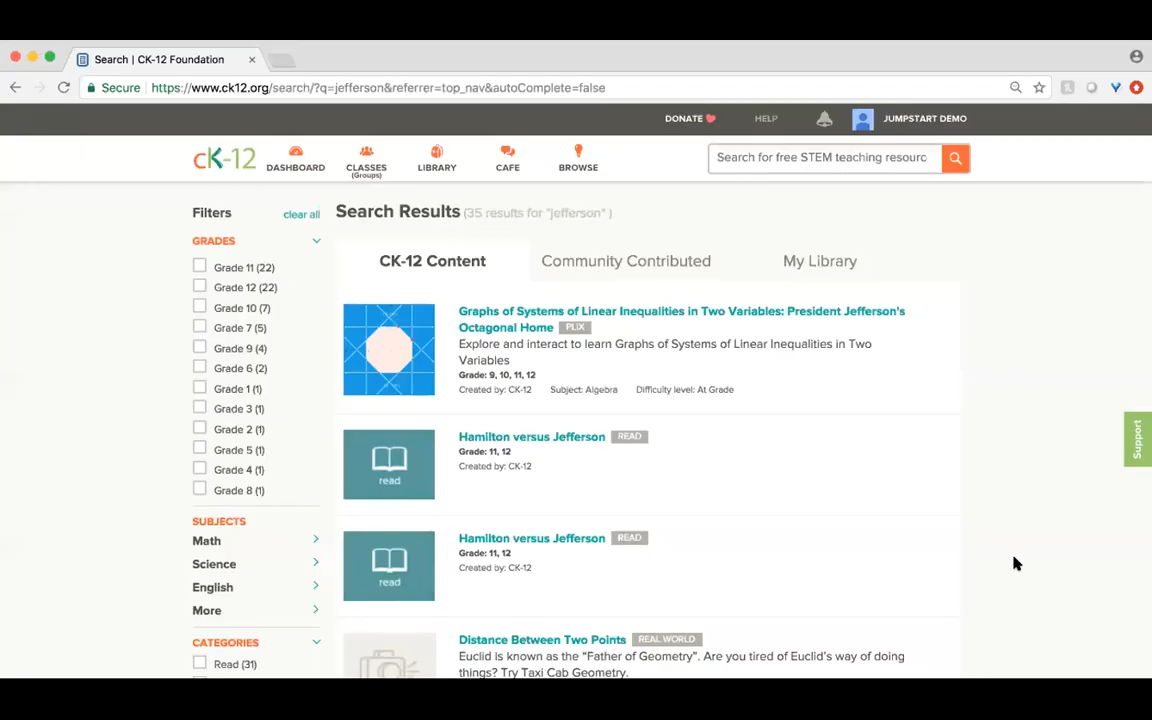 Search | CK-12 Foundation
Secure https://www.ck12.org/search/?q=jefferson&referrer=top_nav&autoComplete=false
DONATE HELP JUMPSTART DEMO
cK-12 DASHBOARD CLASSES LIBRARY CAFE BROWSE Search for free STEM teaching resourc
(Groups)
Filters clear all
GRADES
Grade 11 (22)
Grade 12 (22)
Grade 10 (7)
Grade 7 (5)
Grade 9 (4)
Grade 6 (2)
Grade 1 (1)
Grade 3 (1)
Grade 2 (1)
Grade 5 (1)
Grade 4 (1)
Grade 8 (1)
SUBJECTS
Math
Science
English
More
CATEGORIES
Read (31)
Search Results (35 results for "jefferson" )
CK-12 Content Community Contributed My Library
Graphs of Systems of Linear Inequalities in Two Variables: President Jefferson's
Octagonal Home PLIX
Explore and interact to learn Graphs of Systems of Linear Inequalities in Two
Variables
Grade: 9, 10, 11, 12
Created by: CK-12 Subject: Algebra Difficulty level: At Grade
read
Hamilton versus Jefferson READ
Grade: 11, 12
Created by: CK-12
read
Hamilton versus Jefferson READ
Grade: 11, 12
Created by: CK-12
Distance Between Two Points REAL WORLD
Euclid is known as the “Father of Geometry”. Are you tired of Euclid’s way of doing
things? Try Taxi Cab Geometry.
Support